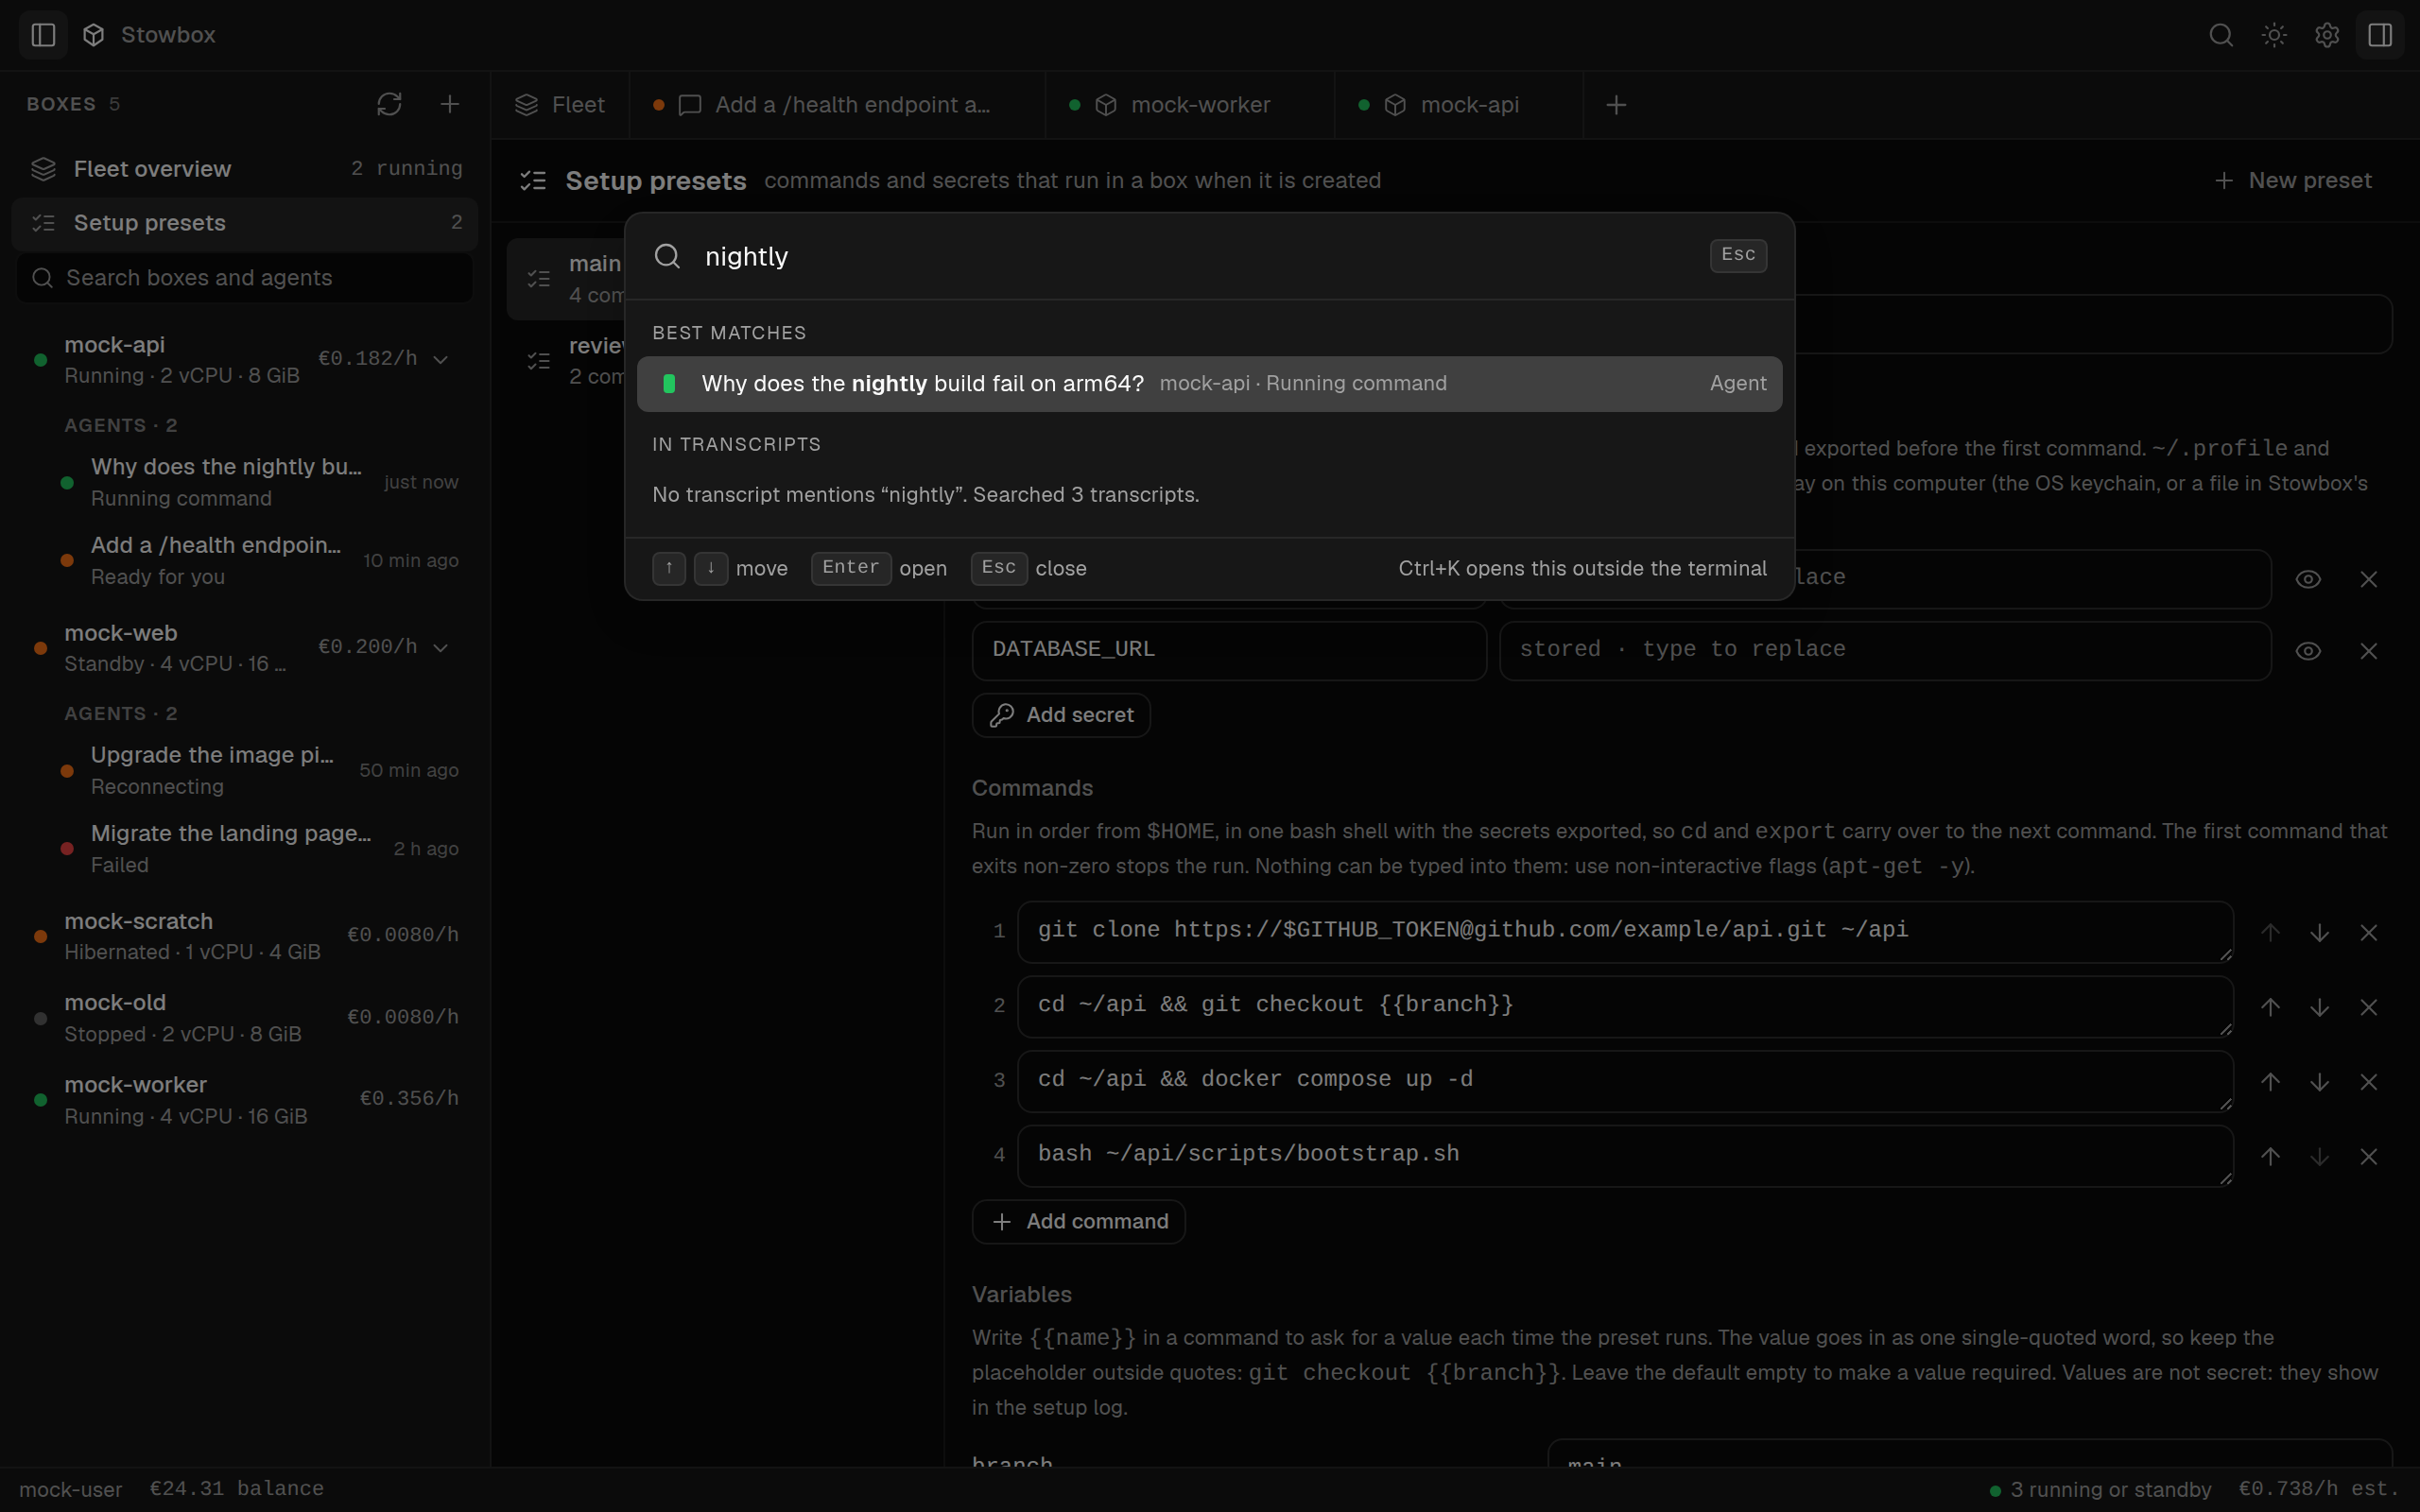 Stowbox
BOXES 5
Fleet overview 2 running
Setup presets 2
Search boxes and agents
mock-api €0.182/h
Running · 2 vCPU · 8 GiB
AGENTS · 2
Why does the nightly bu… just now
Running command
Add a /health endpoin… 10 min ago
Ready for you
mock-web €0.200/h
Standby · 4 vCPU · 16 …
AGENTS · 2
Upgrade the image pi… 50 min ago
Reconnecting
Migrate the landing page… 2 h ago
Failed
mock-scratch €0.0080/h
Hibernated · 1 vCPU · 4 GiB
mock-old €0.0080/h
Stopped · 2 vCPU · 8 GiB
mock-worker €0.356/h
Running · 4 vCPU · 16 GiB
Fleet
Add a /health endpoint a…
mock-worker
mock-api
Setup presets commands and secrets that run in a box when it is created
New preset
main
4 com
2 com
nightly Esc
BEST MATCHES
Why does the nightly build fail on arm64? mock-api · Running command Agent
IN TRANSCRIPTS
No transcript mentions “nightly”. Searched 3 transcripts.
↑ ↓ move Enter open Esc close Ctrl+K opens this outside the terminal
exported before the first command. ~/.profile and
on this computer (the OS keychain, or a file in Stowbox's
DATABASE_URL stored · type to replace
Add secret
Commands
Run in order from $HOME, in one bash shell with the secrets exported, so cd and export carry over to the next command. The first command that
exits non-zero stops the run. Nothing can be typed into them: use non-interactive flags (apt-get -y).
1 git clone https://$GITHUB_TOKEN@github.com/example/api.git ~/api
2 cd ~/api && git checkout {{branch}}
3 cd ~/api && docker compose up -d
4 bash ~/api/scripts/bootstrap.sh
Add command
Variables
Write {{name}} in a command to ask for a value each time the preset runs. The value goes in as one single-quoted word, so keep the
placeholder outside quotes: git checkout {{branch}}. Leave the default empty to make a value required. Values are not secret: they show
in the setup log.
branch main
mock-user €24.31 balance
3 running or standby €0.738/h est.